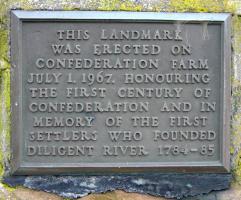 THIS LANDMARK
WAS ERECTED ON
CONFEDERATION FARM
JULY 1, 1967, HONOURING
THE FIRST CENTURY OF
CONFEDERATION AND IN
MEMORY OF THE FIRST
SETTLERS WHO FOUNDED
DILIGENT RIVER 1784-85